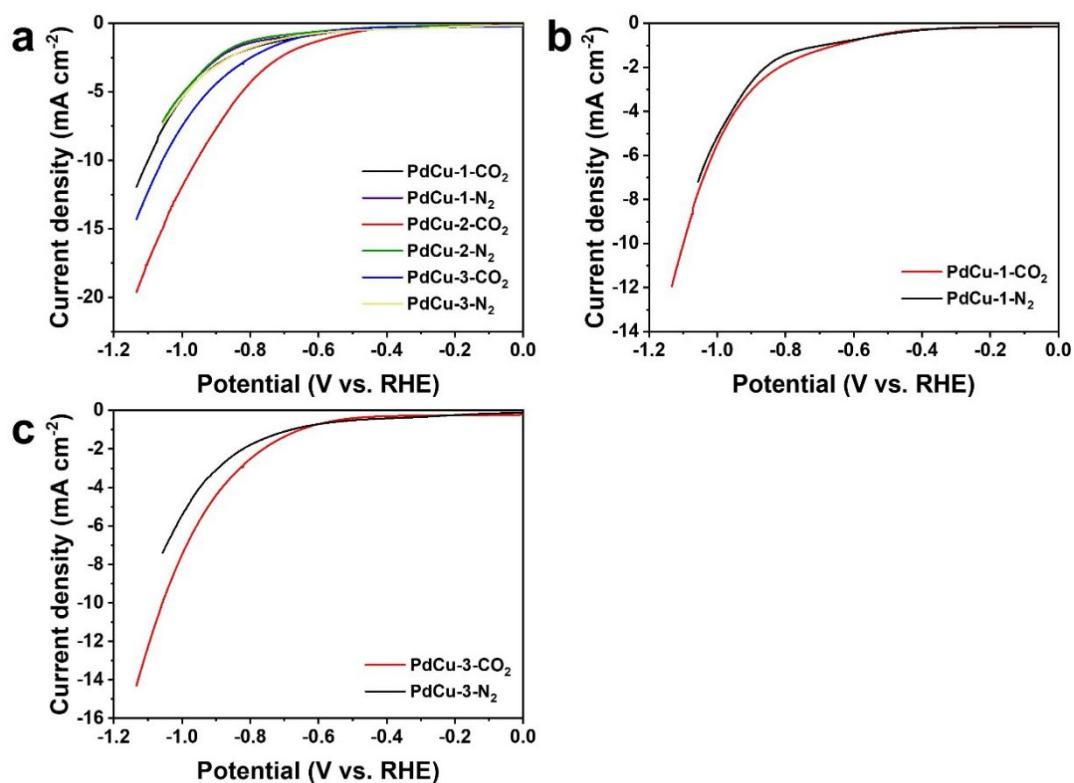 a
0
-5
-10
-15
-20
Current density (mA cm⁻²)
PdCu-1-CO₂
PdCu-1-N₂
PdCu-2-CO₂
PdCu-2-N₂
PdCu-3-CO₂
PdCu-3-N₂
-1.2 -1.0 -0.8 -0.6 -0.4 -0.2 0.0
Potential (V vs. RHE)
b
0
-2
-4
-6
-8
-10
-12
-14
Current density (mA cm⁻²)
PdCu-1-CO₂
PdCu-1-N₂
-1.2 -1.0 -0.8 -0.6 -0.4 -0.2 0.0
Potential (V vs. RHE)
c
0
-2
-4
-6
-8
-10
-12
-14
-16
Current density (mA cm⁻²)
PdCu-3-CO₂
PdCu-3-N₂
-1.2 -1.0 -0.8 -0.6 -0.4 -0.2 0.0
Potential (V vs. RHE)